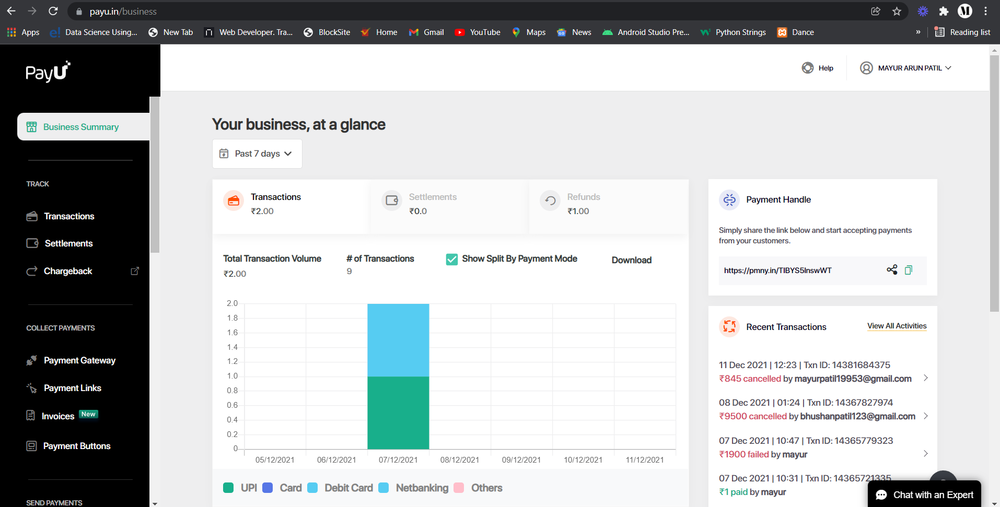 payu.in/business
Apps
Data Science Using...
New Tab
Web Developer. Tra...
BlockSite
Home
Gmail
YouTube
Maps
News
Android Studio Pre...
Python Strings
Dance
»
Reading list
PayU
Help
MAYUR ARUN PATIL
Business Summary
TRACK
Transactions
Settlements
Chargeback
COLLECT PAYMENTS
Payment Gateway
Payment Links
Invoices New
Payment Buttons
SEND PAYMENTS
Your business, at a glance
Past 7 days
Transactions
₹2.00
Settlements
₹0.0
Refunds
₹1.00
Total Transaction Volume
₹2.00
# of Transactions
9
Show Split By Payment Mode
Download
2.0
1.8
1.6
1.4
1.2
1.0
0.8
0.6
0.4
0.2
0
05/12/2021 06/12/2021 07/12/2021 08/12/2021 09/12/2021 10/12/2021 11/12/2021
UPI Card Debit Card Netbanking Others
Payment Handle
Simply share the link below and start accepting payments
from your customers.
https://pmny.in/TIBYS5InswWT
Recent Transactions
View All Activities
11 Dec 2021 | 12:23 | Txn ID: 14381684375
₹845 cancelled by mayurpatil19953@gmail.com
08 Dec 2021 | 01:24 | Txn ID: 14367827974
₹9500 cancelled by bhushanpatil123@gmail.com
07 Dec 2021 | 10:47 | Txn ID: 14365779323
₹1900 failed by mayur
07 Dec 2021 | 10:31 | Txn ID: 14365721335
₹1 paid by mayur
Chat with an Expert